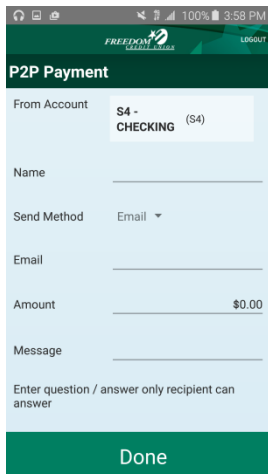 100% 3:58 PM
FREEDOM
CREDIT UNION
LOGOUT
P2P Payment
From Account
S4 -
CHECKING
(S4)
Name
Send Method
Email
Email
Amount
$0.00
Message
Enter question / answer only recipient can
answer
Done